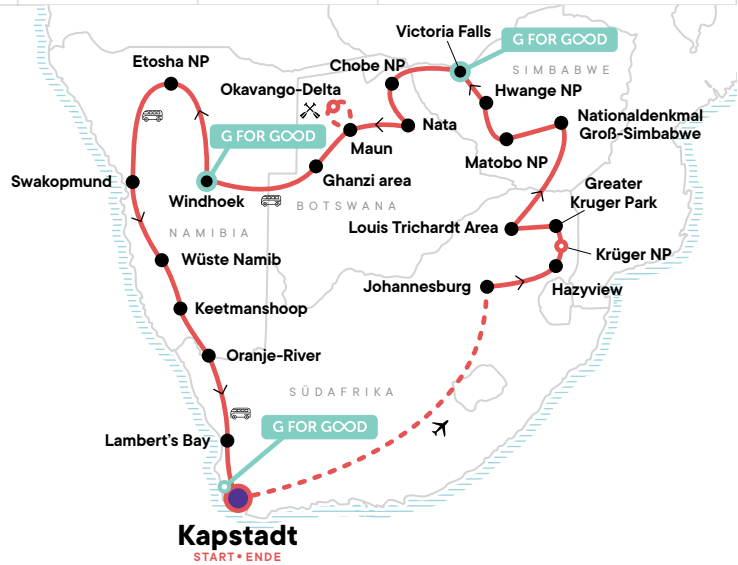 Victoria Falls
G FOR GOOD
Etosha NP
Chobe NP
SIMBABWE
Okavango-Delta
Hwange NP
G FOR GOOD
Nata
Nationaldenkmal
Groß-Simbabwe
Maun
Matobo NP
Swakopmund
Ghanzi area
Greater
Kruger Park
Windhoek
BOTSWANA
Louis Trichardt Area
NAMIBIA
Krüger NP
Wüste Namib
Johannesburg
Hazyview
Keetmanshoop
Oranje-River
SÜDAFRIKA
G FOR GOOD
Lambert's Bay
Kapstadt
START • ENDE